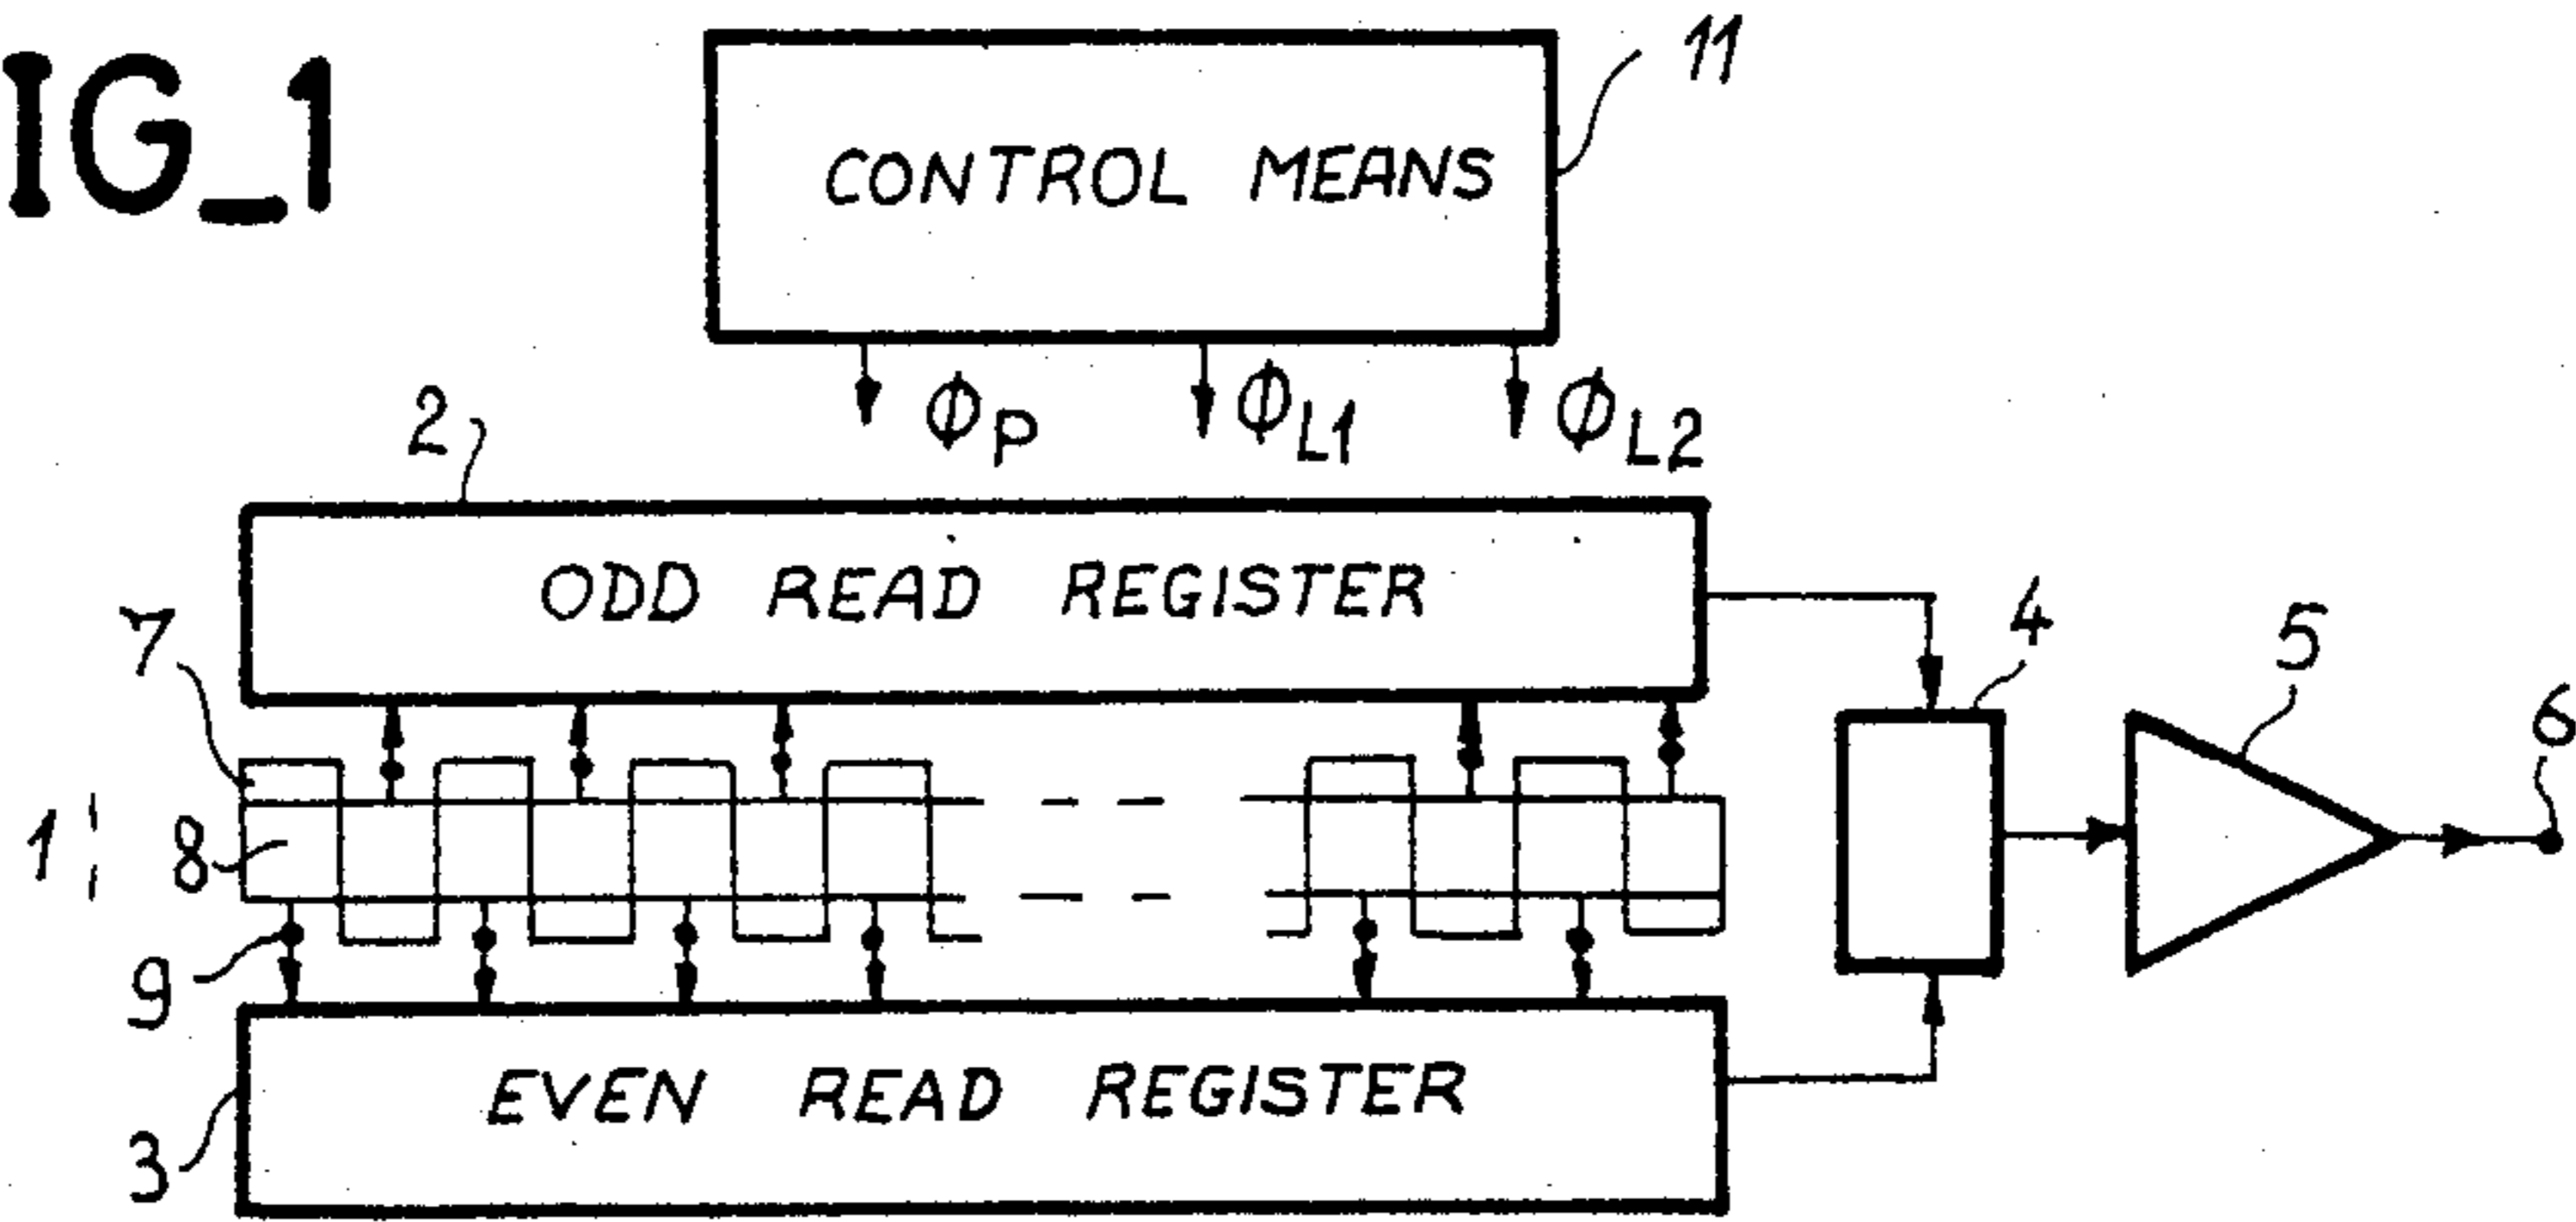 IG_1
11
CONTROL MEANS
ϕP ϕL1 ϕL2
2
ODD READ REGISTER
4
5
7
6
1
8
9
EVEN READ REGISTER
3